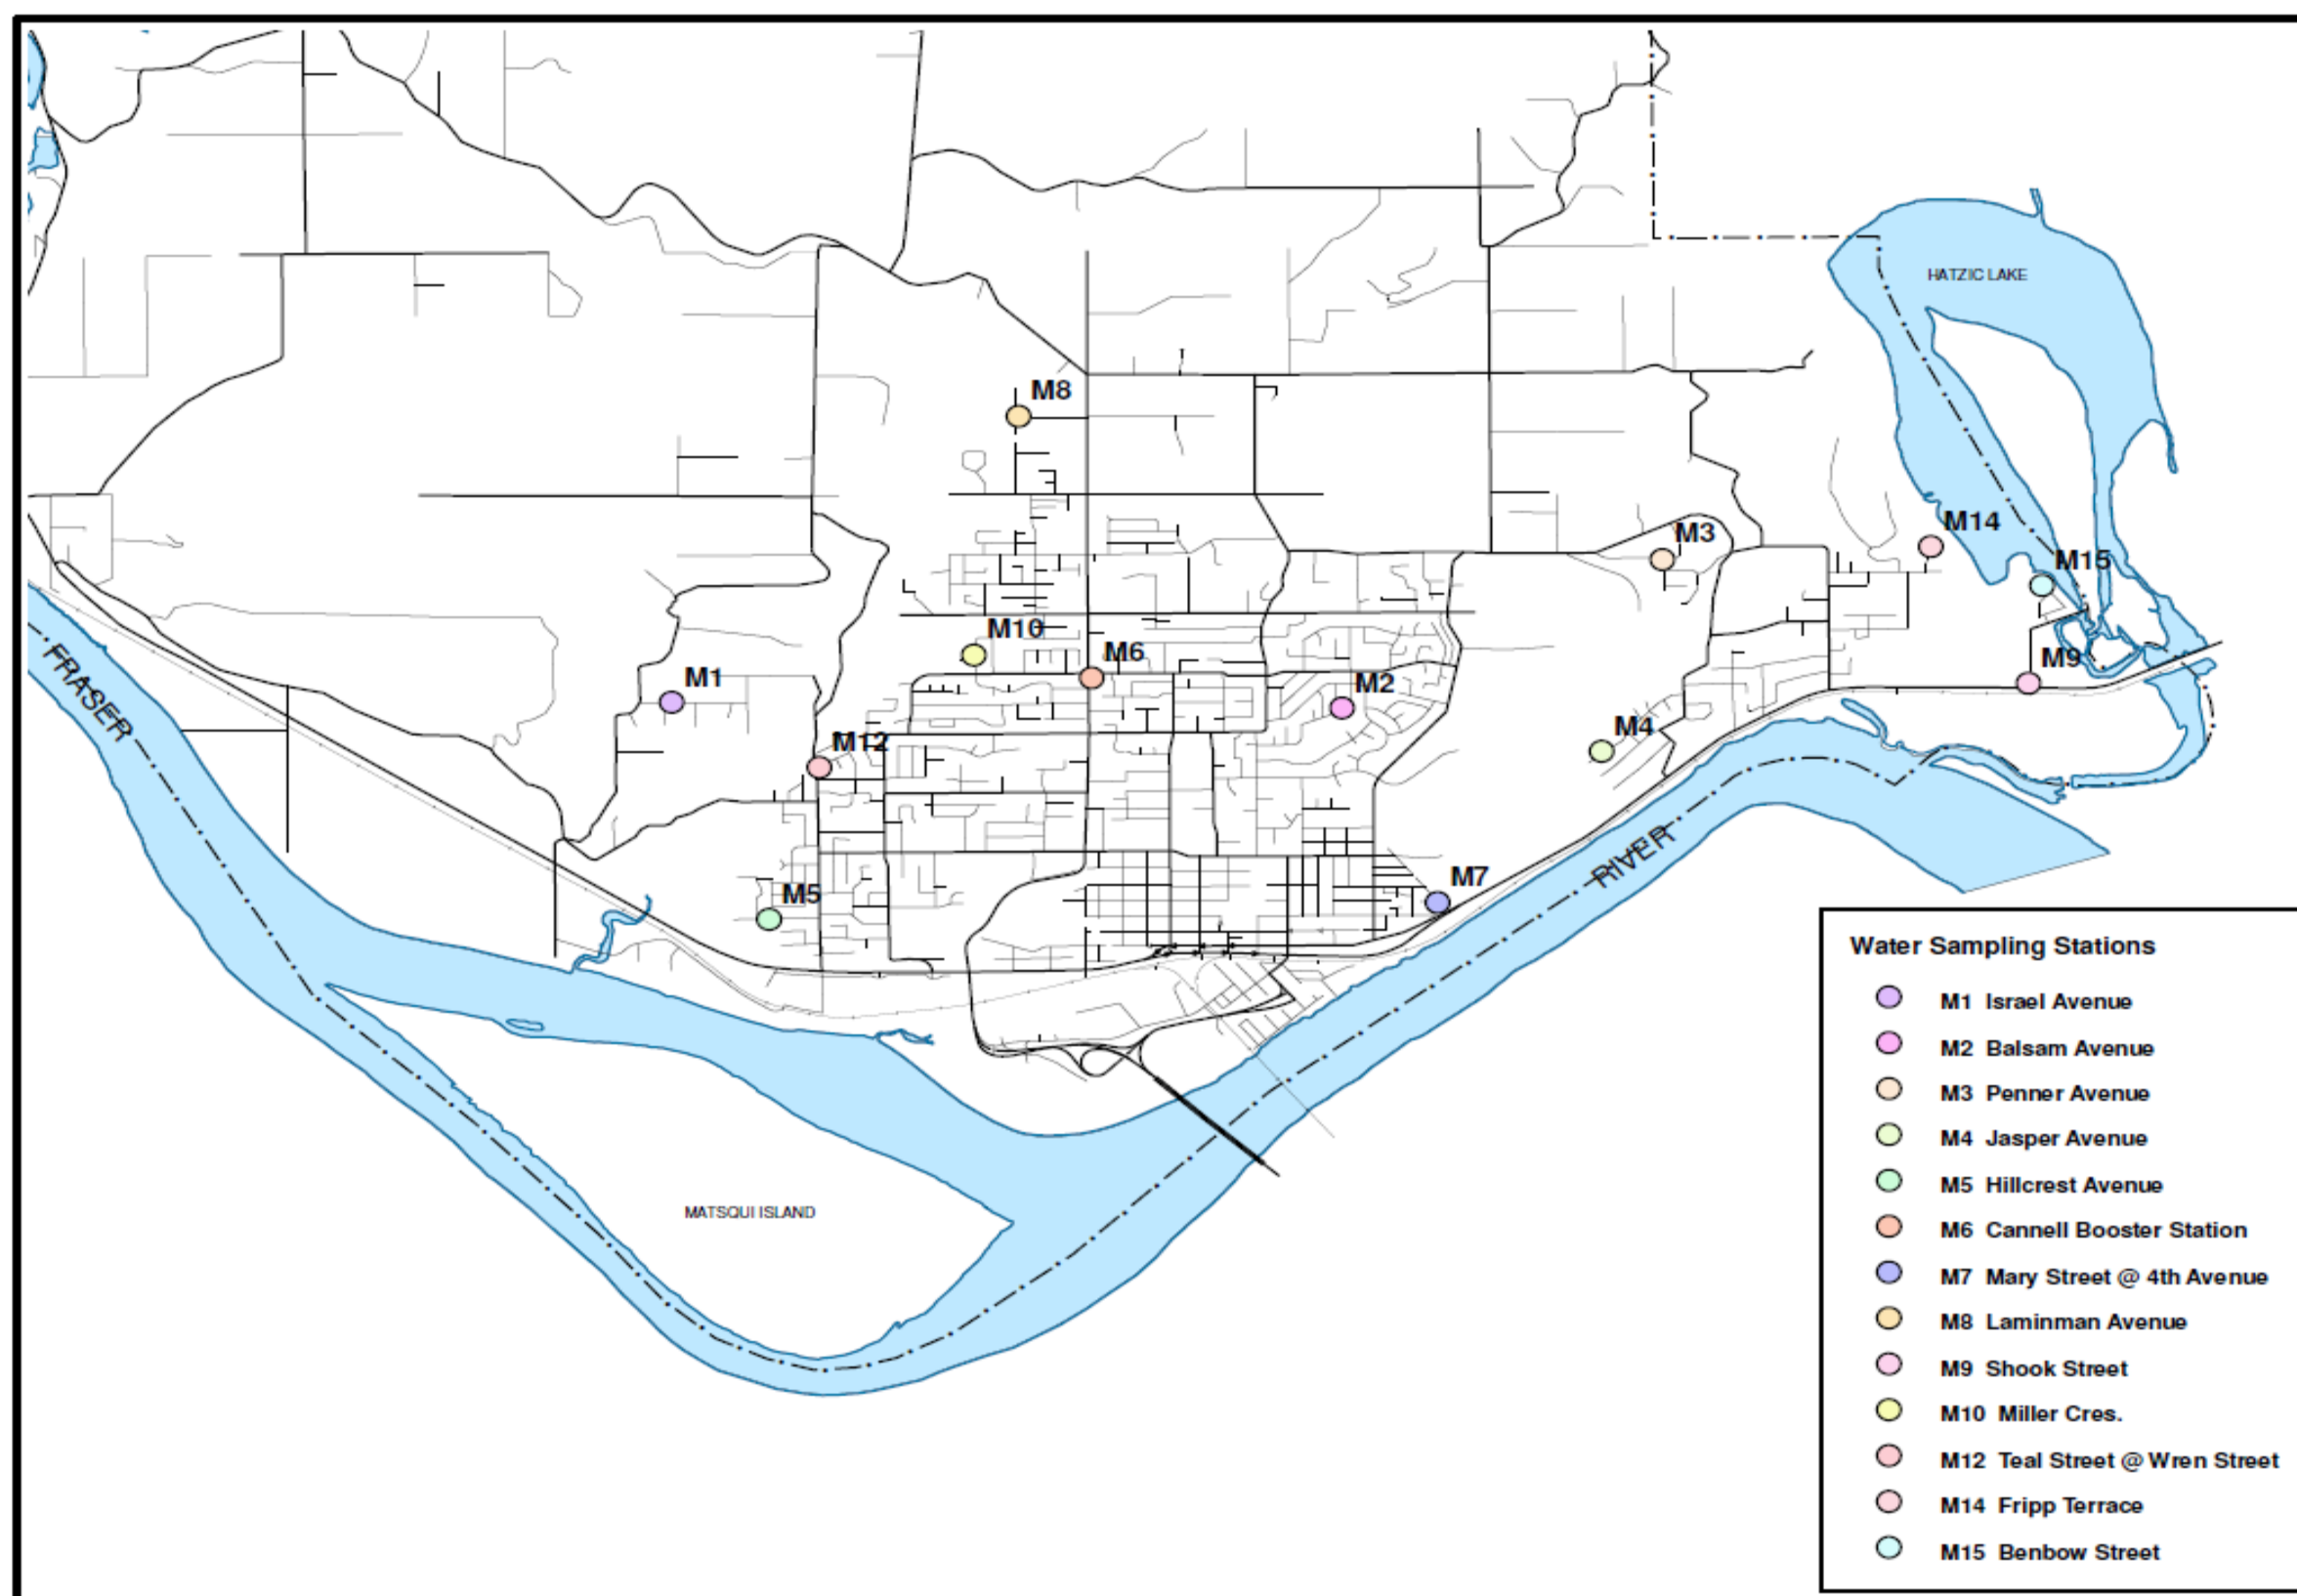 HATZIC LAKE
M8
M14
M3
M15
M10
M6
M9
M1
M2
M4
M12
FRASER
RIVER
M7
M5
MATSQUI ISLAND
Water Sampling Stations
M1 Israel Avenue
M2 Balsam Avenue
M3 Penner Avenue
M4 Jasper Avenue
M5 Hillcrest Avenue
M6 Cannell Booster Station
M7 Mary Street @ 4th Avenue
M8 Laminman Avenue
M9 Shook Street
M10 Miller Cres.
M12 Teal Street @ Wren Street
M14 Fripp Terrace
M15 Benbow Street